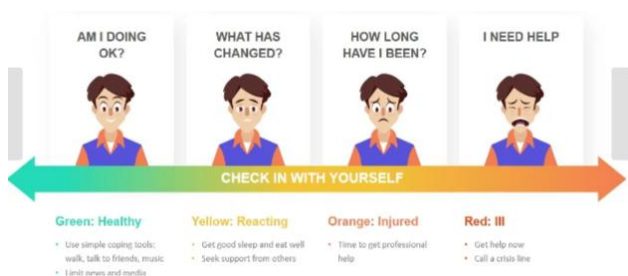 AM I DOING
OK?
WHAT HAS
CHANGED?
HOW LONG
HAVE I BEEN?
I NEED HELP
CHECK IN WITH YOURSELF
Green: Healthy
• Use simple coping tools:
walk, talk to friends, music
• Limit news and media
Yellow: Reacting
• Get good sleep and eat well
• Seek support from others
Orange: Injured
• Time to get professional
help
Red: Ill
• Get help now
• Call a crisis line